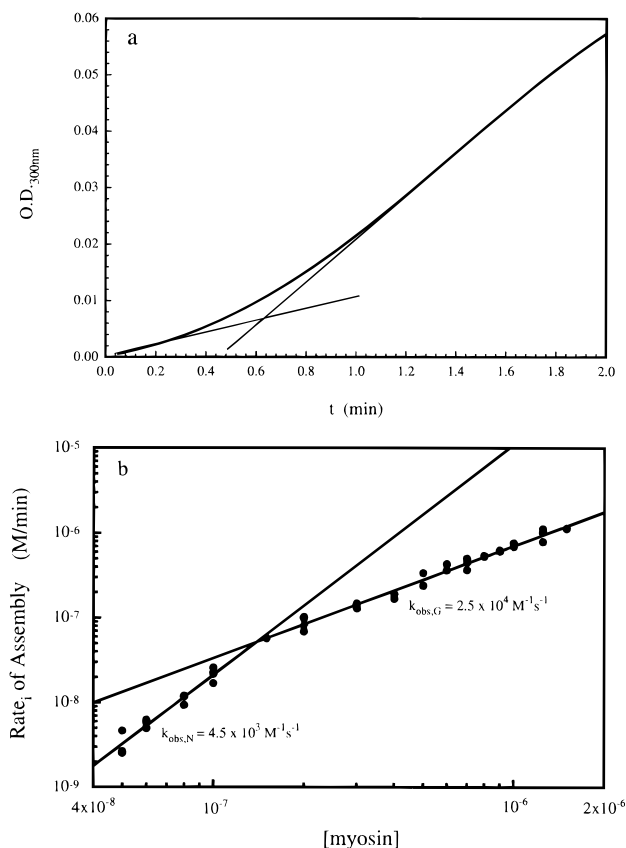 a
0.06
0.05
0.04
0.03
0.02
0.01
0.00
O.D.300nm
0.0 0.2 0.4 0.6 0.8 1.0 1.2 1.4 1.6 1.8 2.0
t (min)
b
10-5
10-6
10-7
10-8
10-9
Ratei of Assembly (M/min)
kobs,G = 2.5 x 104 M-1s-1
kobs,N = 4.5 x 103 M-1s-1
4x10-8 10-7 10-6 2x10-6
[myosin]